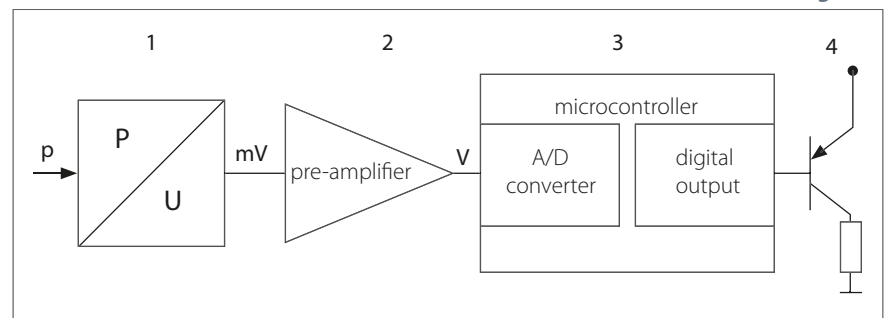 1
2
3
4
p
P
U
mV
pre-amplifier
V
microcontroller
A/D
converter
digital
output